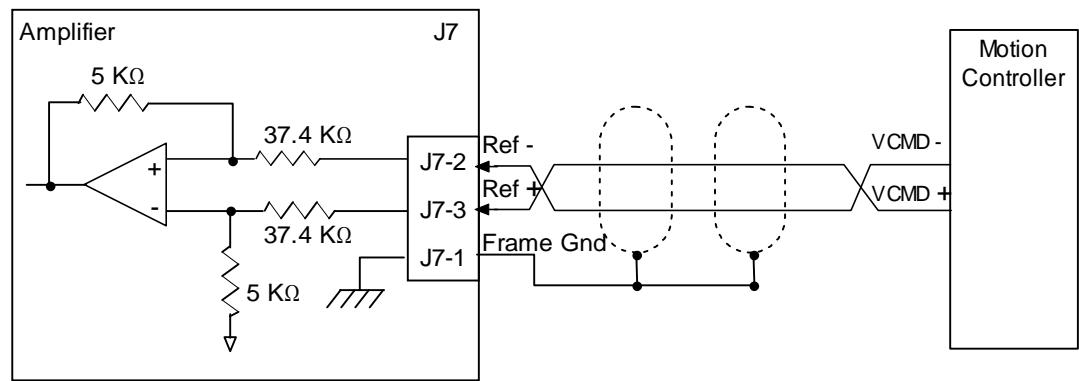 Amplifier
J7
5 KΩ
37.4 KΩ
+
-
37.4 KΩ
5 KΩ
J7-2
J7-3
J7-1
Ref -
Ref +
Frame Gnd
VCMD -
VCMD +
Motion
Controller